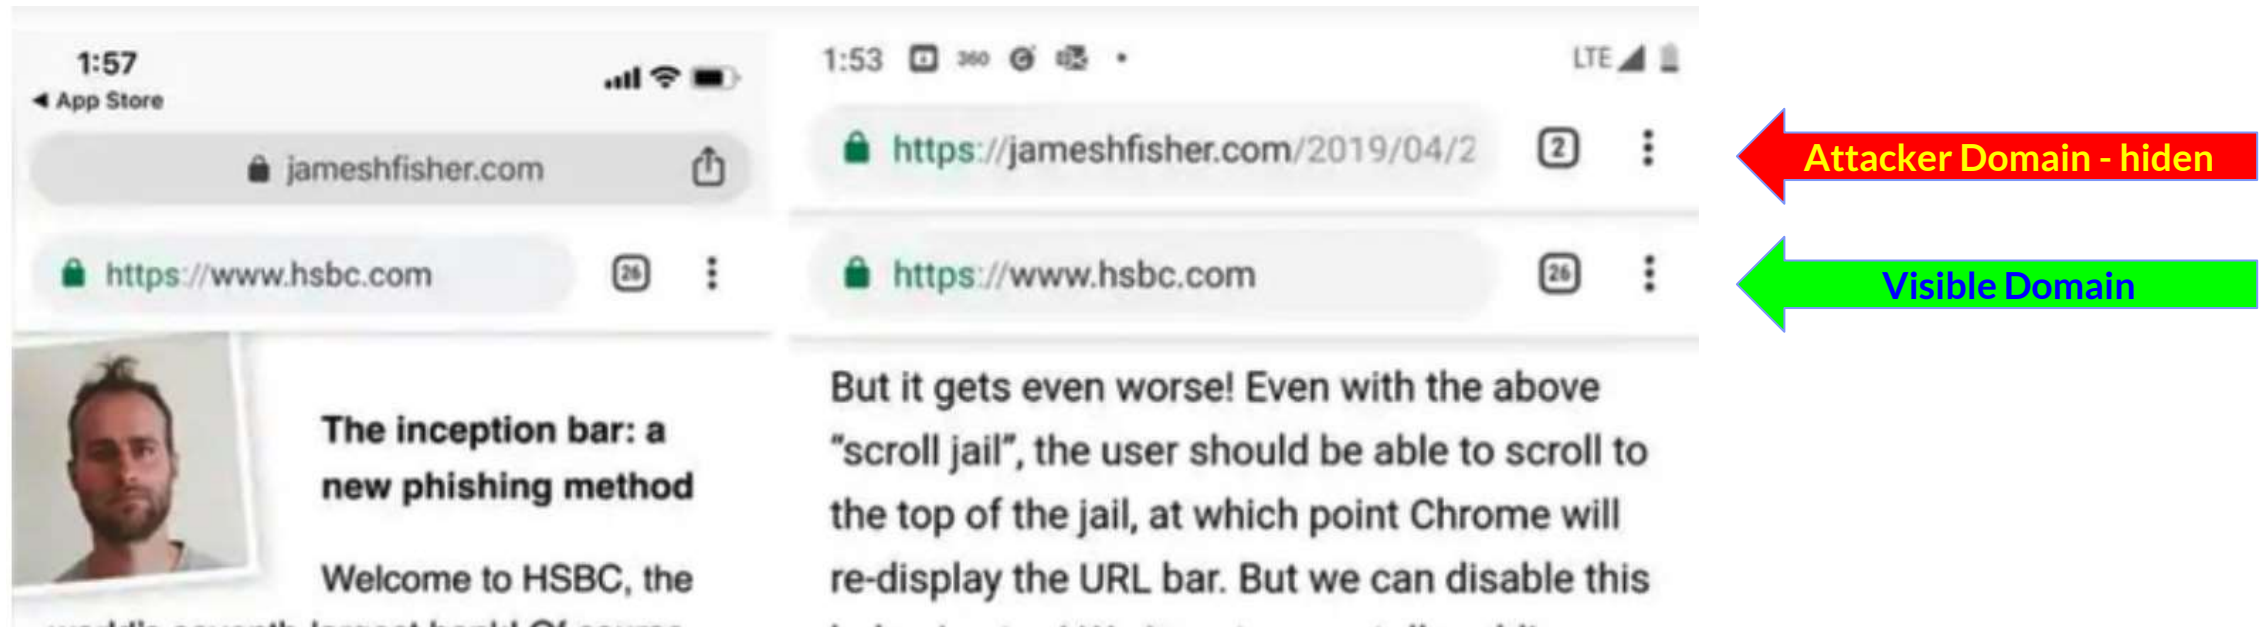 1:57
App Store
jameshfisher.com
https://www.hsbc.com
26
The inception bar: a
new phishing method
Welcome to HSBC, the
1:53
360
LTE
https://jameshfisher.com/2019/04/2
2
https://www.hsbc.com
26
But it gets even worse! Even with the above
“scroll jail”, the user should be able to scroll to
the top of the jail, at which point Chrome will
re-display the URL bar. But we can disable this
Attacker Domain - hiden
Visible Domain